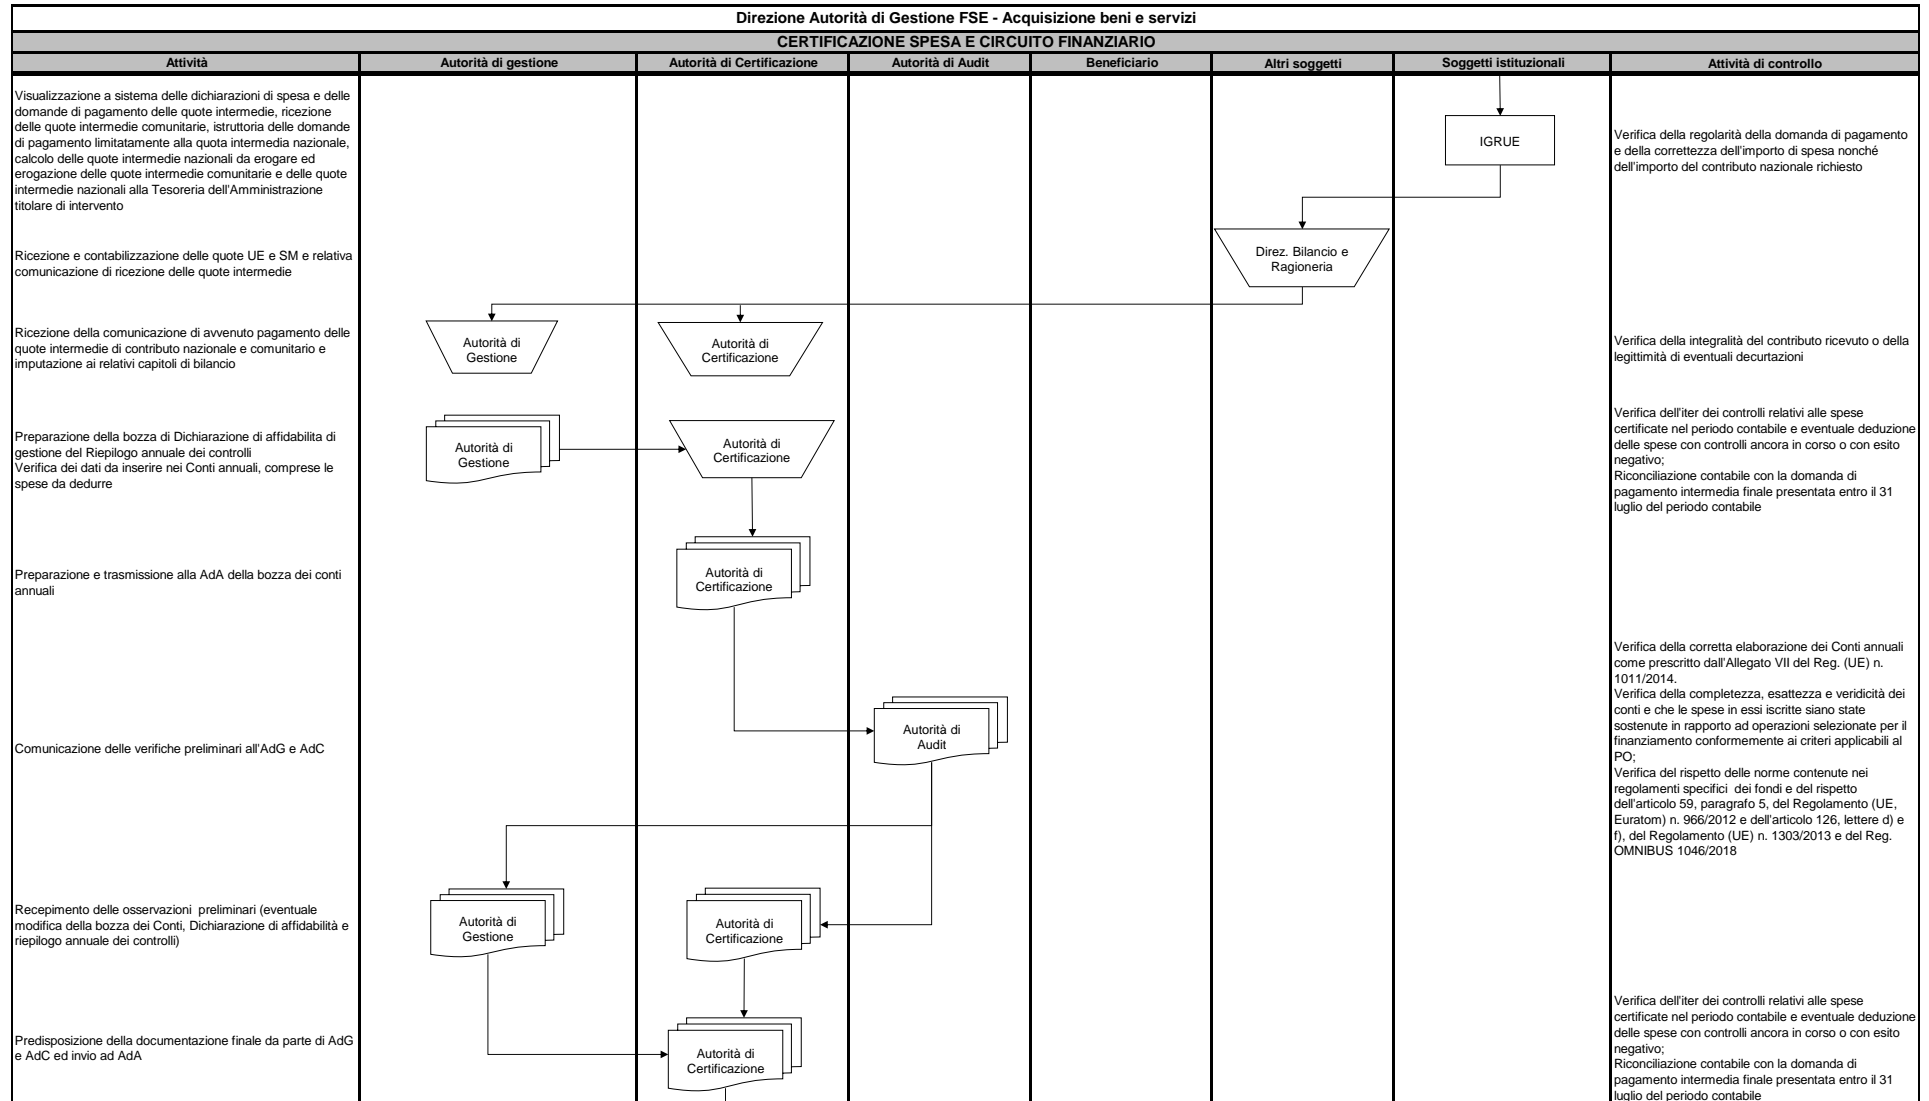 Direzione Autorità di Gestione FSE - Acquisizione beni e servizi
CERTIFICAZIONE SPESA E CIRCUITO FINANZIARIO
Attività
Autorità di gestione
Autorità di Certificazione
Autorità di Audit
Beneficiario
Altri soggetti
Soggetti istituzionali
Attività di controllo
Visualizzazione a sistema delle dichiarazioni di spesa e delle
domande di pagamento delle quote intermedie, ricezione
delle quote intermedie comunitarie, istruttoria delle domande
di pagamento limitatamente alla quota intermedia nazionale,
calcolo delle quote intermedie nazionali da erogare ed
erogazione delle quote intermedie comunitarie e delle quote
intermedie nazionali alla Tesoreria dell'Amministrazione
titolare di intervento
IGRUE
Verifica della regolarità della domanda di pagamento
e della correttezza dell'importo di spesa nonché
dell'importo del contributo nazionale richiesto
Ricezione e contabilizzazione delle quote UE e SM e relativa
comunicazione di ricezione delle quote intermedie
Direz. Bilancio e
Ragioneria
Ricezione della comunicazione di avvenuto pagamento delle
quote intermedie di contributo nazionale e comunitario e
imputazione ai relativi capitoli di bilancio
Autorità di
Gestione
Autorità di
Certificazione
Verifica della integralità del contributo ricevuto o della
legittimità di eventuali decurtazioni
Preparazione della bozza di Dichiarazione di affidabilita di
gestione del Riepilogo annuale dei controlli
Verifica dei dati da inserire nei Conti annuali, comprese le
spese da dedurre
Autorità di
Gestione
Autorità di
Certificazione
Verifica dell'iter dei controlli relativi alle spese
certificate nel periodo contabile e eventuale deduzione
delle spese con controlli ancora in corso o con esito
negativo;
Riconciliazione contabile con la domanda di
pagamento intermedia finale presentata entro il 31
luglio del periodo contabile
Preparazione e trasmissione alla AdA della bozza dei conti
annuali
Autorità di
Certificazione
Comunicazione delle verifiche preliminari all'AdG e AdC
Autorità di
Audit
Verifica della corretta elaborazione dei Conti annuali
come prescritto dall'Allegato VII del Reg. (UE) n.
1011/2014.
Verifica della completezza, esattezza e veridicità dei
conti e che le spese in essi iscritte siano state
sostenute in rapporto ad operazioni selezionate per il
finanziamento conformemente ai criteri applicabili al
PO;
Verifica del rispetto delle norme contenute nei
regolamenti specifici dei fondi e del rispetto
dell'articolo 59, paragrafo 5, del Regolamento (UE,
Euratom) n. 966/2012 e dell'articolo 126, lettere d) e
f), del Regolamento (UE) n. 1303/2013 e del Reg.
OMNIBUS 1046/2018
Recepimento delle osservazioni preliminari (eventuale
modifica della bozza dei Conti, Dichiarazione di affidabilità e
riepilogo annuale dei controlli)
Autorità di
Gestione
Autorità di
Certificazione
Predisposizione della documentazione finale da parte di AdG
e AdC ed invio ad AdA
Autorità di
Certificazione
Verifica dell'iter dei controlli relativi alle spese
certificate nel periodo contabile e eventuale deduzione
delle spese con controlli ancora in corso o con esito
negativo;
Riconciliazione contabile con la domanda di
pagamento intermedia finale presentata entro il 31
luglio del periodo contabile